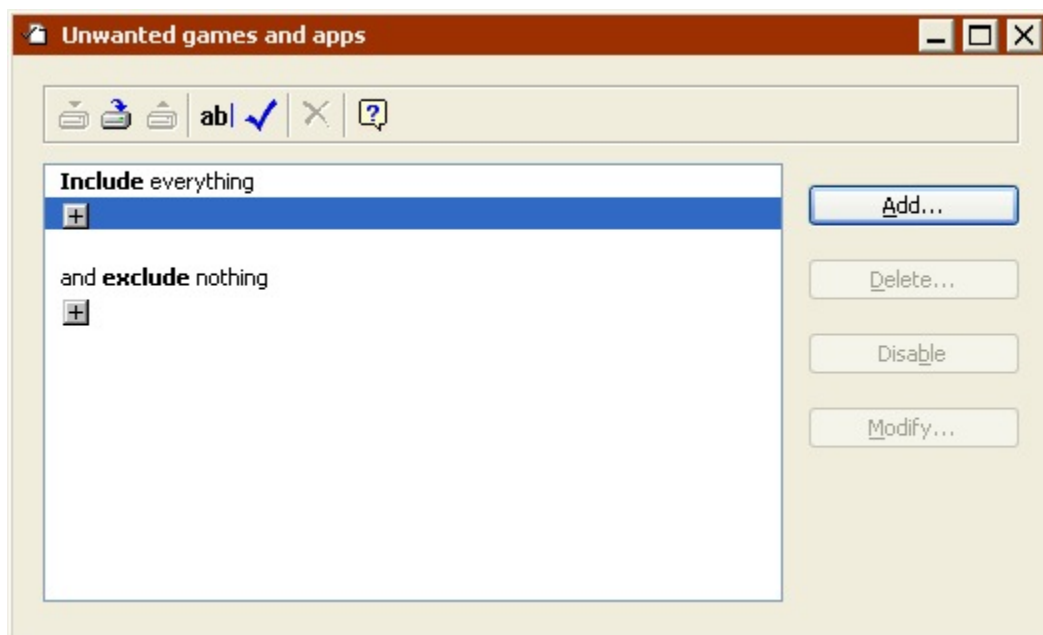 Unwanted games and apps
ab|
Include everything
and exclude nothing
Add...
Delete...
Disable
Modify...